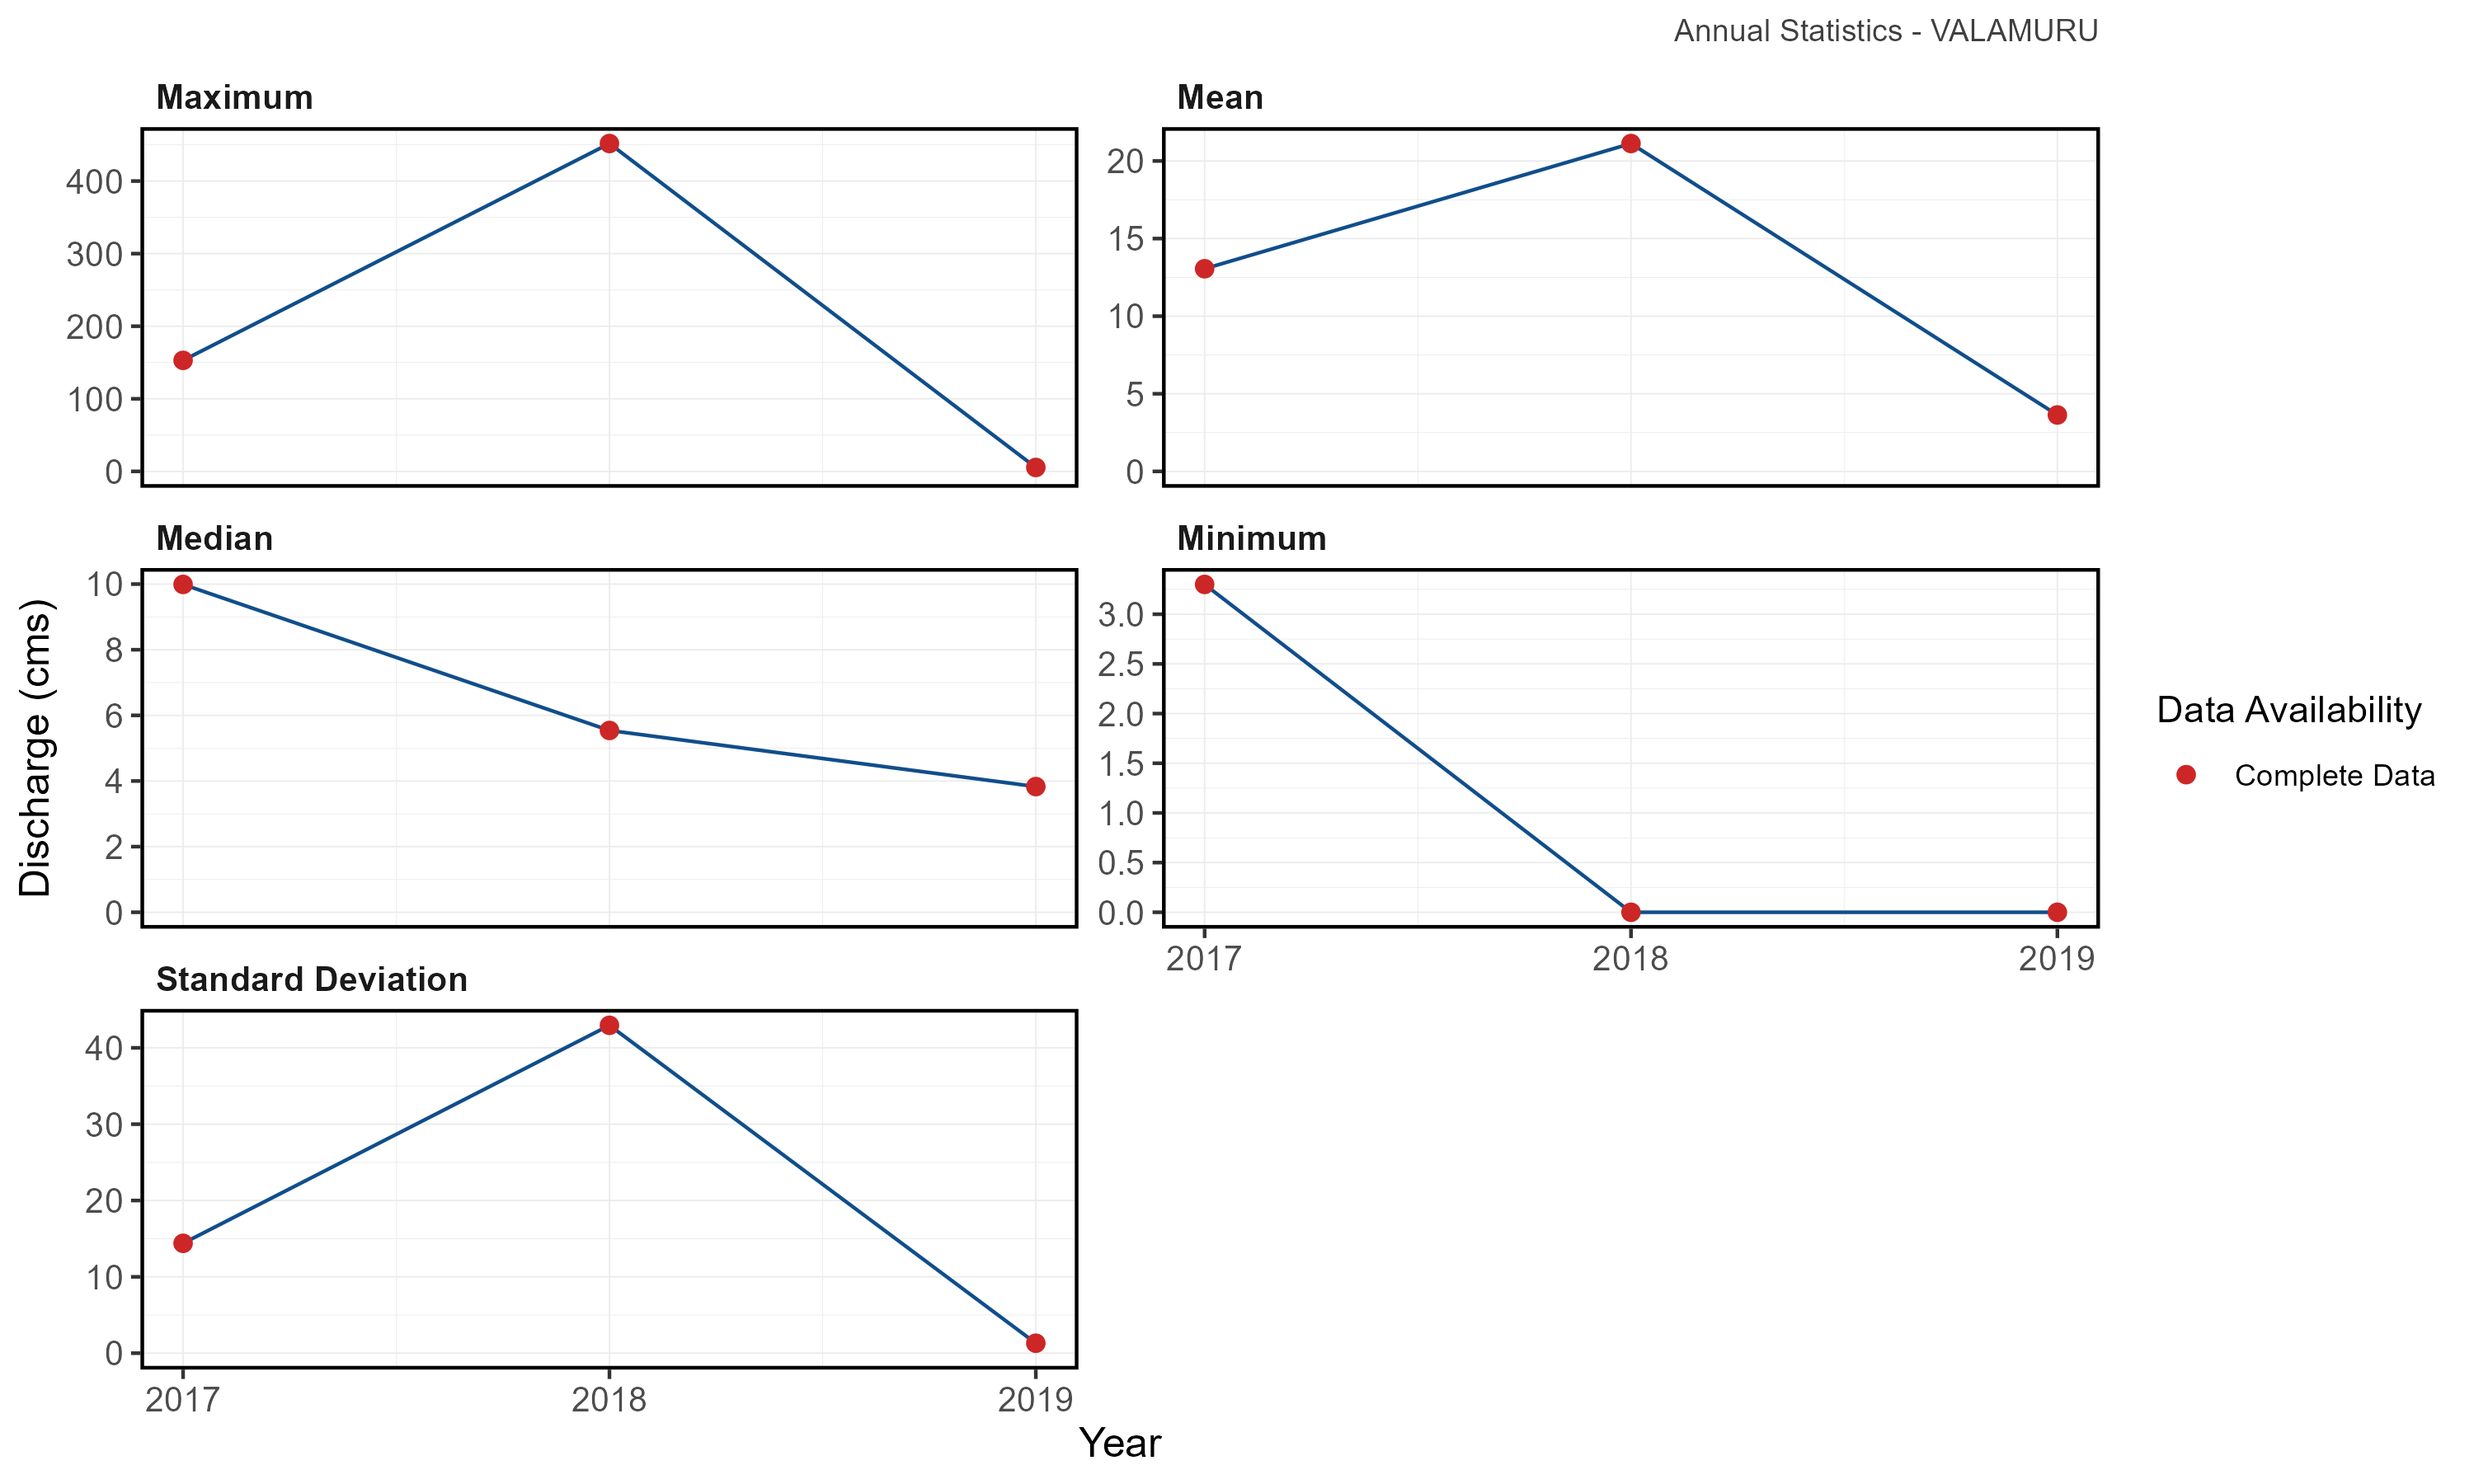 Annual Statistics - VALAMURU
Maximum
400
300
200
100
0
Mean
20
15
10
5
0
Median
10
8
6
4
2
0
Minimum
3.0
2.5
2.0
1.5
1.0
0.5
0.0
2017 2018 2019
Standard Deviation
40
30
20
10
0
2017 2018 2019
Discharge (cms)
Year
Data Availability
Complete Data